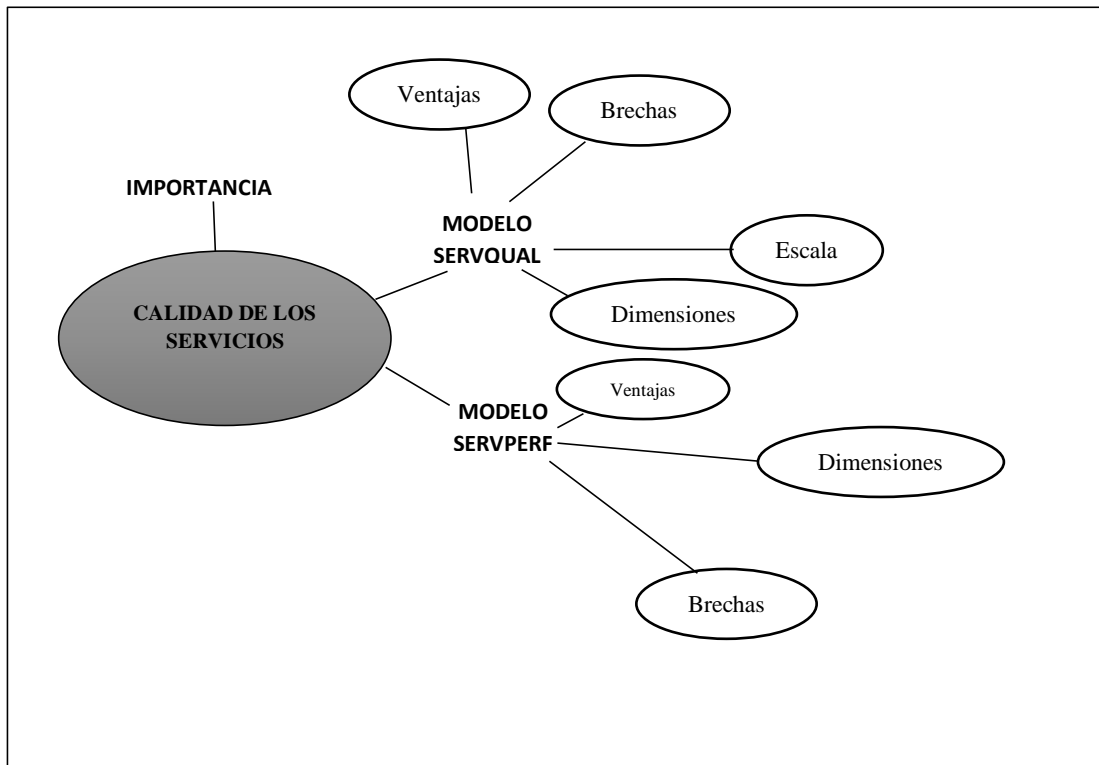 Ventajas
Brechas
IMPORTANCIA
MODELO
SERVQUAL
Escala
CALIDAD DE LOS
SERVICIOS
Dimensiones
Ventajas
MODELO
SERVPERF
Dimensiones
Brechas